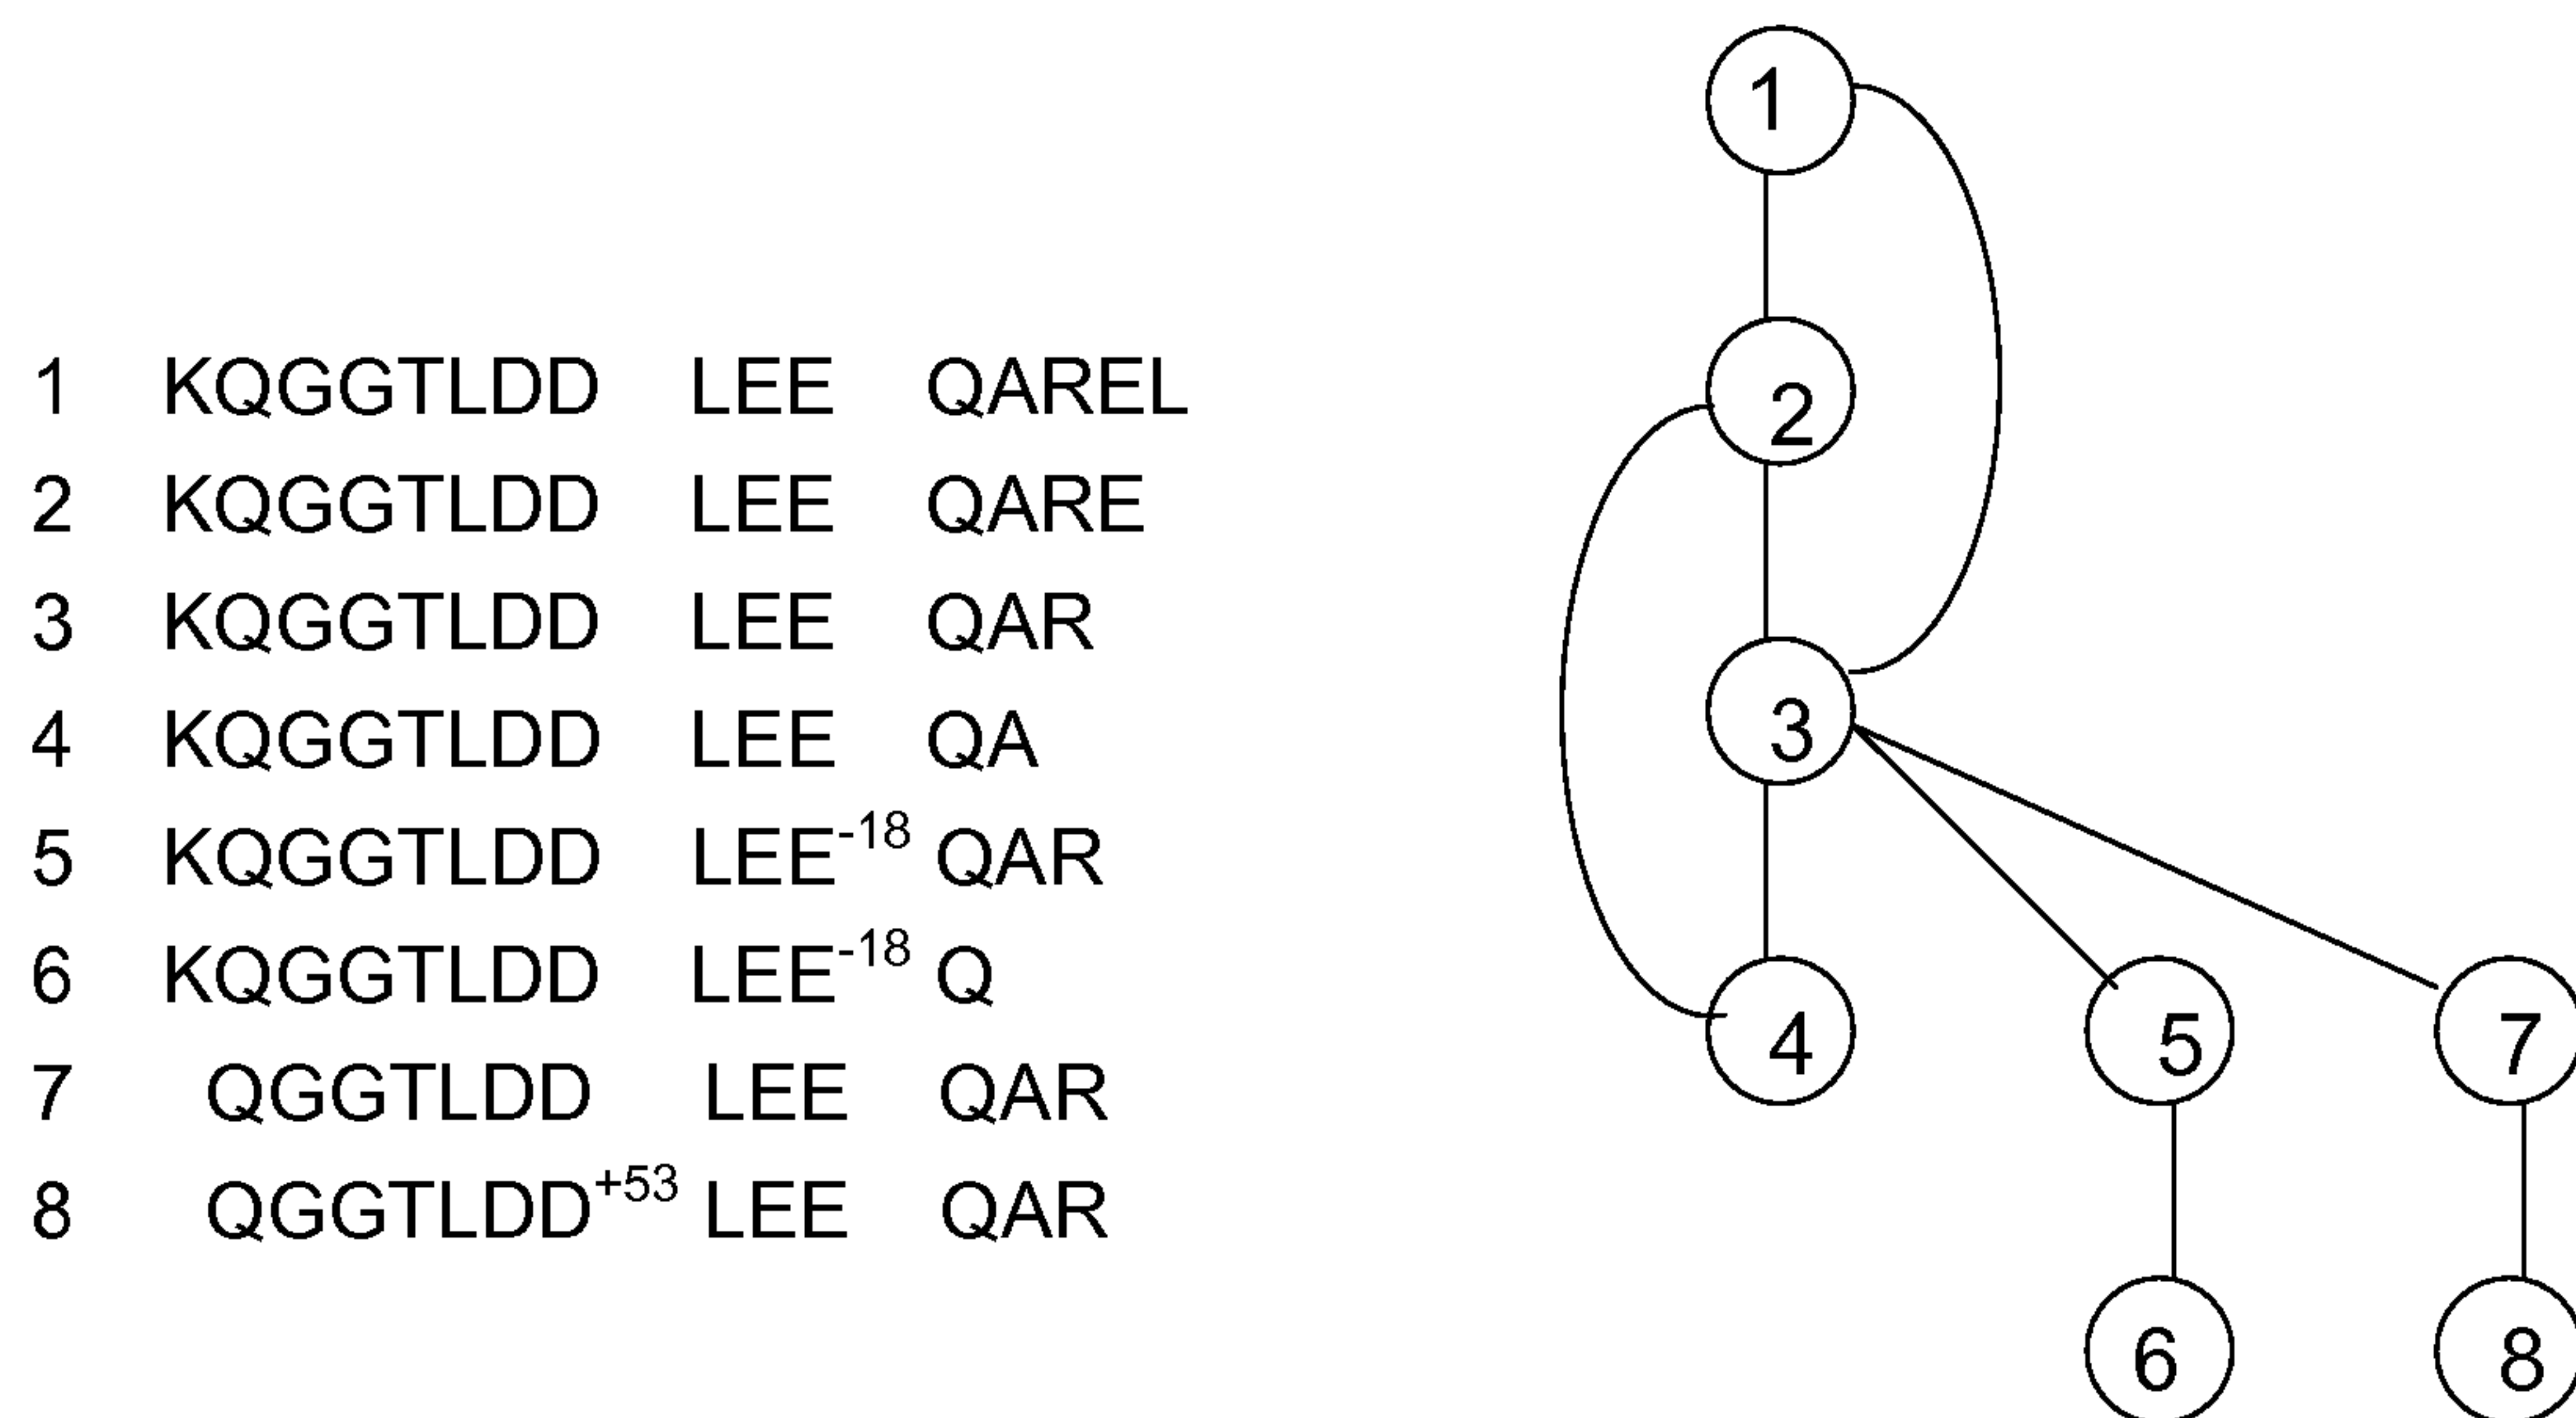 1 KQGGTLDD LEE QAREL
2 KQGGTLDD LEE QARE
3 KQGGTLDD LEE QAR
4 KQGGTLDD LEE QA
5 KQGGTLDD LEE-18 QAR
6 KQGGTLDD LEE-18 Q
7 QGGTLDD LEE QAR
8 QGGTLDD+53 LEE QAR
1
2
3
4 5 7
6 8